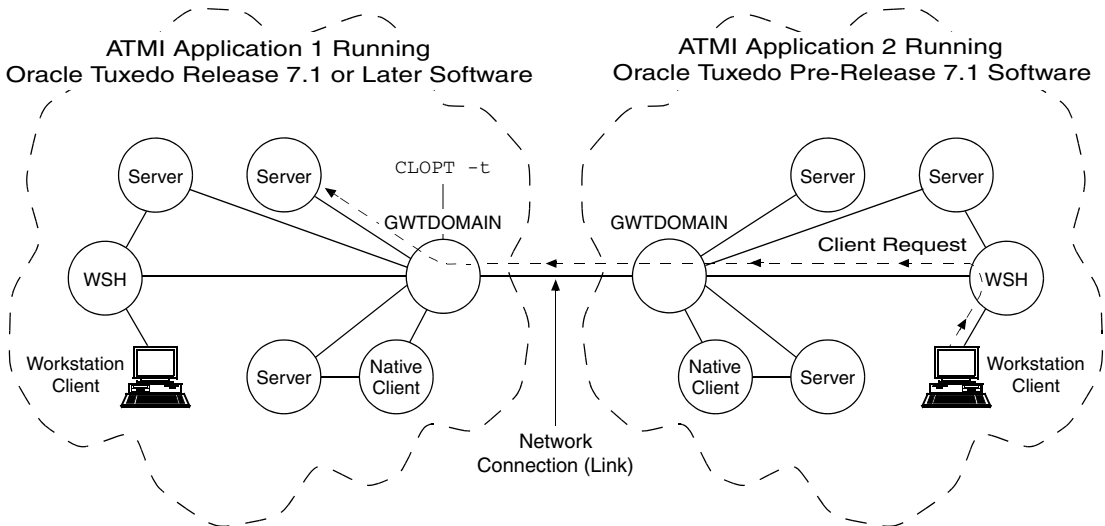 ATMI Application 1 Running
Oracle Tuxedo Release 7.1 or Later Software
ATMI Application 2 Running
Oracle Tuxedo Pre-Release 7.1 Software
Server
Server
CLOPT -t
GWTDOMAIN
WSH
Workstation
Client
Server
Native
Client
Network
Connection (Link)
GWTDOMAIN
Server
Server
Client Request
WSH
Native
Client
Server
Workstation
Client